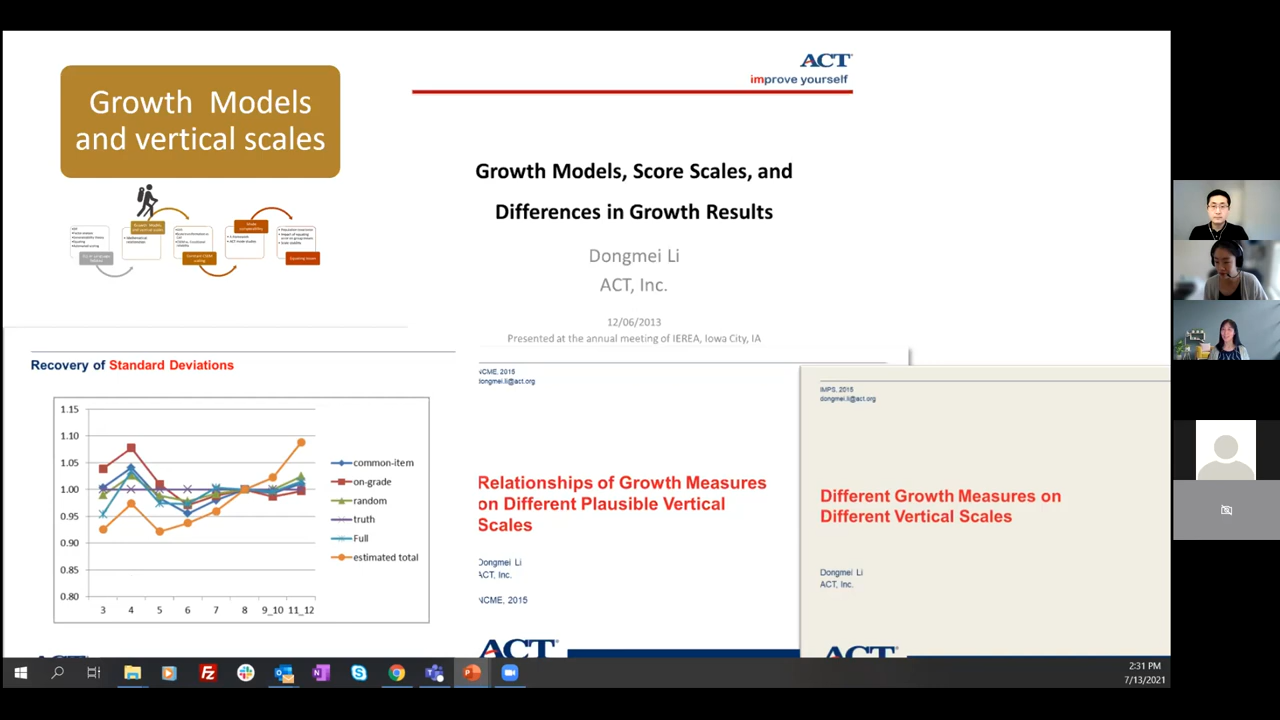 Growth Models
and vertical scales
ACT
improve yourself
Growth Models, Score Scales, and
Differences in Growth Results
Dongmei Li
ACT, Inc.
12/06/2013
Presented at the annual meeting of IEREA, Iowa City, IA
Recovery of Standard Deviations
1.15
1.10
1.05
1.00
0.95
0.90
0.85
0.80
3 4 5 6 7 8 9_10 11_12
common-item
on-grade
random
truth
Full
estimated total
NCME, 2015
dongmei.li@act.org
Relationships of Growth Measures
on Different Plausible Vertical
Scales
Dongmei Li
ACT, Inc.
NCME, 2015
ACT
IMPS, 2015
dongmei.li@act.org
Different Growth Measures on
Different Vertical Scales
Dongmei Li
ACT, Inc.
ACT
2:31 PM
7/13/2021